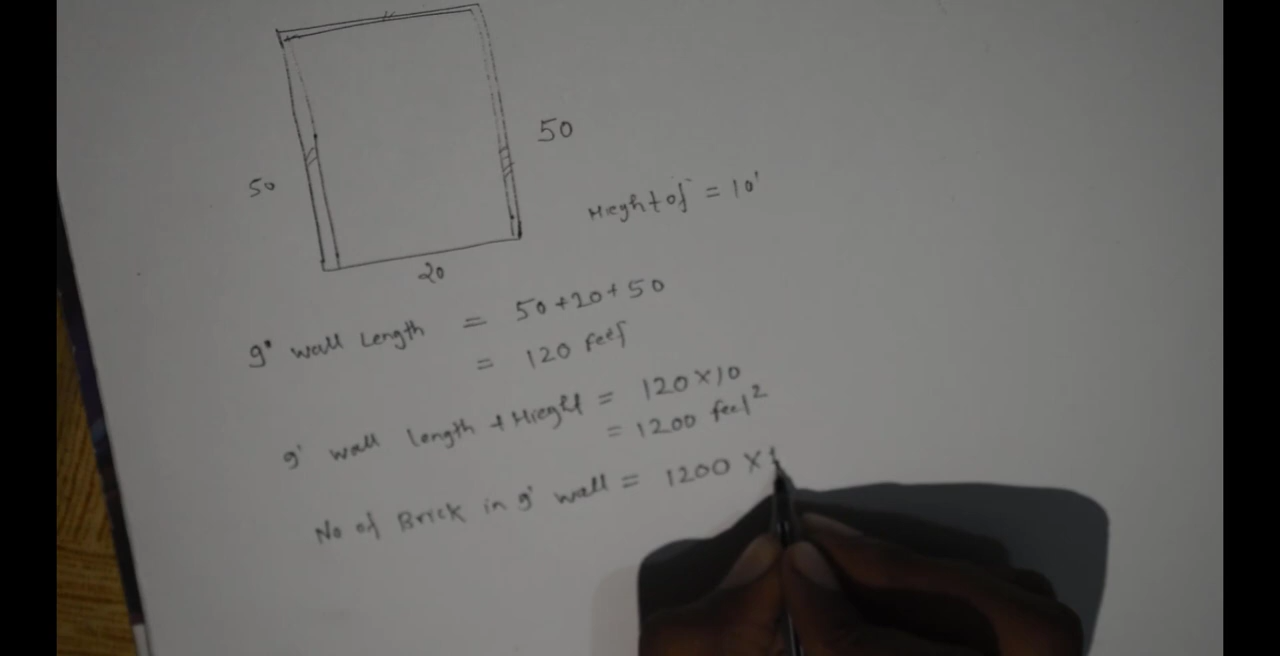 50
50
Hieght of = 10'
20
9" wall Length = 50+20+50
= 120 feet
9' wall length & Hieght = 120×10
= 1200 feet²
No of Brick in 9' wall = 1200 ×